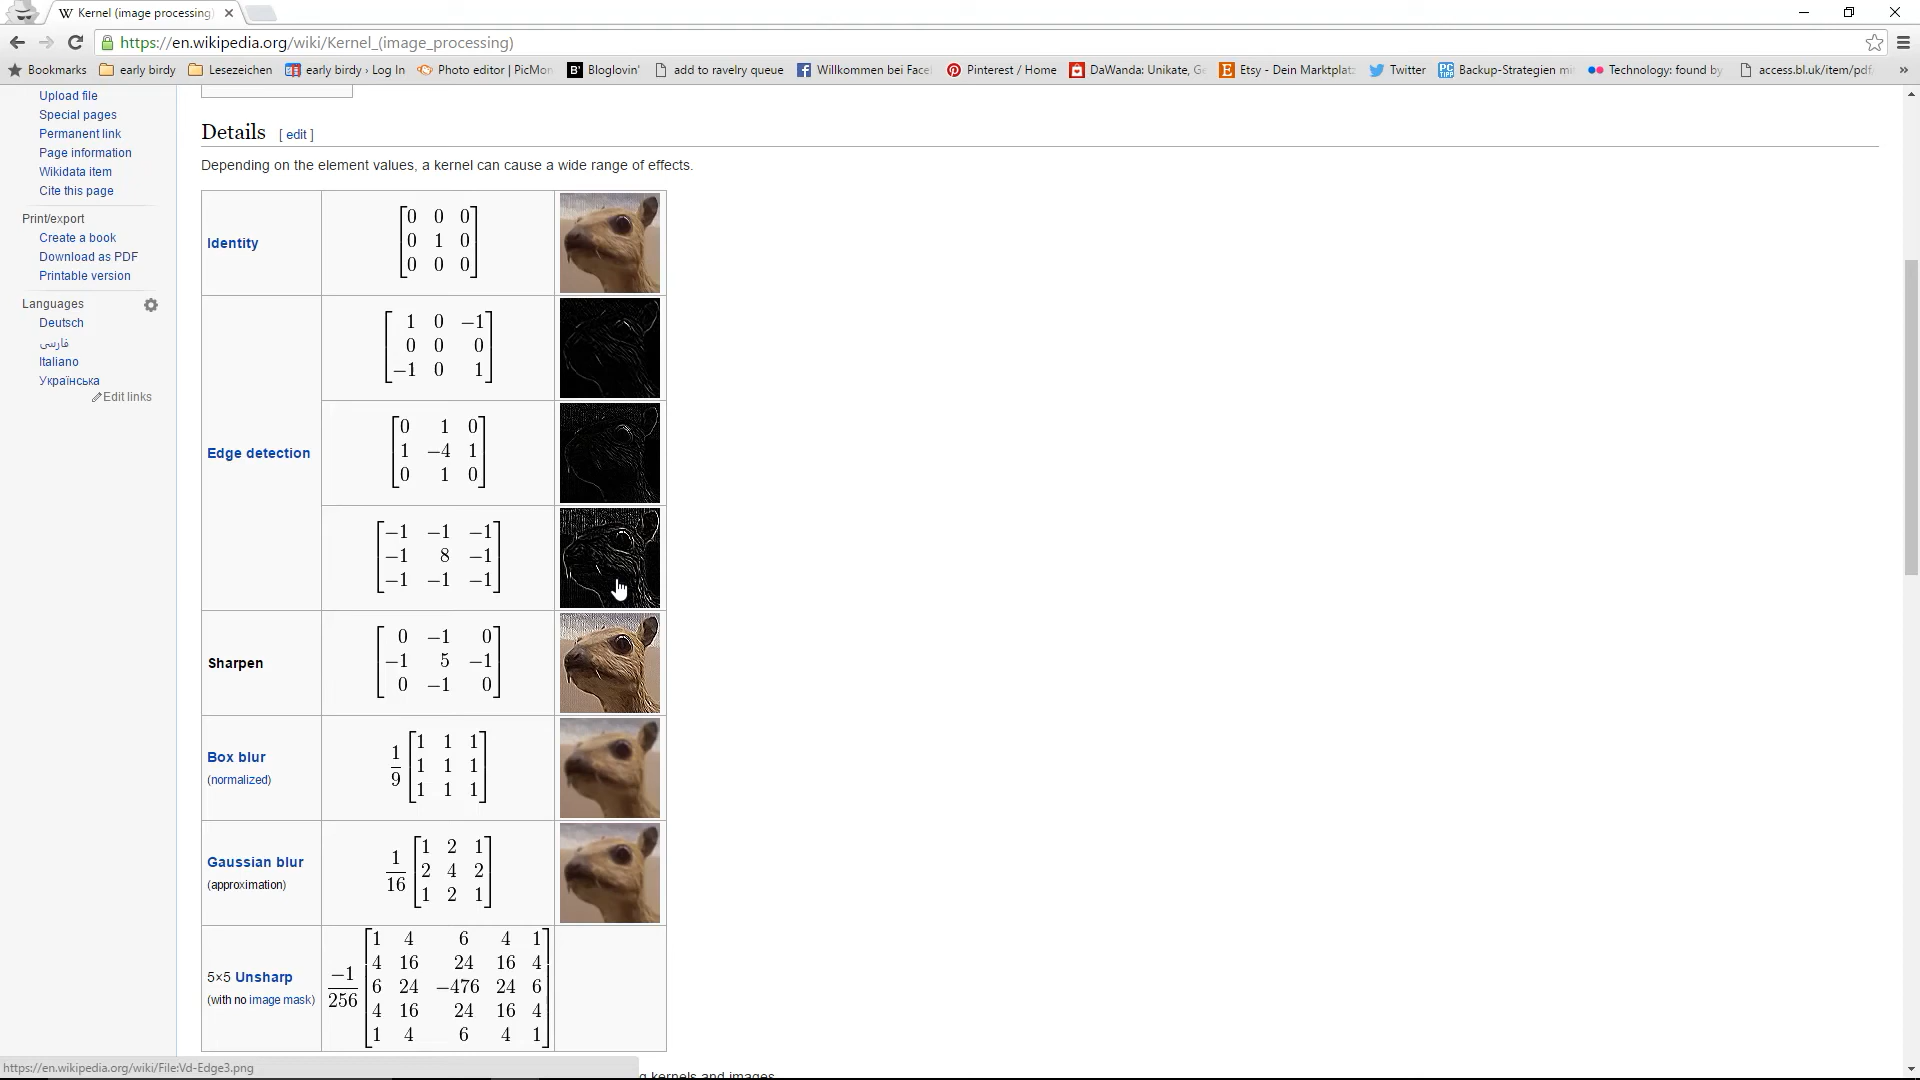 Kernel (image processing)
https://en.wikipedia.org/wiki/Kernel_(image_processing)
Bookmarks early birdy Lesezeichen early birdy › Log In Photo editor | PicMon Bloglovin' add to ravelry queue Willkommen bei Face Pinterest / Home DaWanda: Unikate, G Etsy - Dein Marktplat Twitter Backup-Strategien mi Technology: found by access.bl.uk/item/pdf »
Upload file
Special pages
Permanent link
Page information
Wikidata item
Cite this page
Print/export
Create a book
Download as PDF
Printable version
Languages
Deutsch
فارسی
Italiano
Українська
Edit links
Details [ edit ]
Depending on the element values, a kernel can cause a wide range of effects.
Identity
0 0 0
0 1 0
0 0 0
Edge detection
1 0 −1
0 0 0
−1 0 1
0 1 0
1 −4 1
0 1 0
−1 −1 −1
−1 8 −1
−1 −1 −1
Sharpen
0 −1 0
−1 5 −1
0 −1 0
Box blur
(normalized)
1
9
1 1 1
1 1 1
1 1 1
Gaussian blur
(approximation)
1
16
1 2 1
2 4 2
1 2 1
5×5 Unsharp
(with no image mask)
−1
256
1 4 6 4 1
4 16 24 16 4
6 24 −476 24 6
4 16 24 16 4
1 4 6 4 1
g kernels and images
https://en.wikipedia.org/wiki/File:Vd-Edge3.png